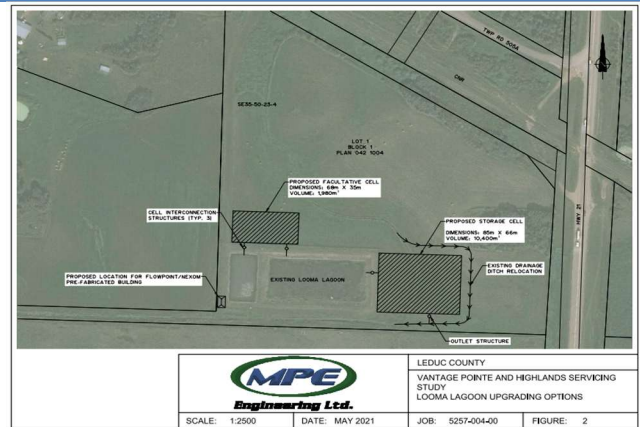 TWP RD 505A
CNR
SE35-50-23-4
LOT 1
BLOCK 1
PLAN 042 1004
HWY 21
PROPOSED FACULTATIVE CELL
DIMENSIONS: 68m X 35m
VOLUME: 1,980m³
CELL INTERCONNECTION
STRUCTURES (TYP. 3)
PROPOSED STORAGE CELL
DIMENSIONS: 85m X 66m
VOLUME: 10,400m³
EXISTING DRAINAGE
DITCH RELOCATION
EXISTING LOOMA LAGOON
PROPOSED LOCATION FOR FLOWPOINT/NEXOM
PRE-FABRICATED BUILDING
OUTLET STRUCTURE
MPE
Engineering Ltd.
LEDUC COUNTY
VANTAGE POINTE AND HIGHLANDS SERVICING
STUDY
LOOMA LAGOON UPGRADING OPTIONS
SCALE: 1:2500
DATE: MAY 2021
JOB: 5257-004-00
FIGURE: 2